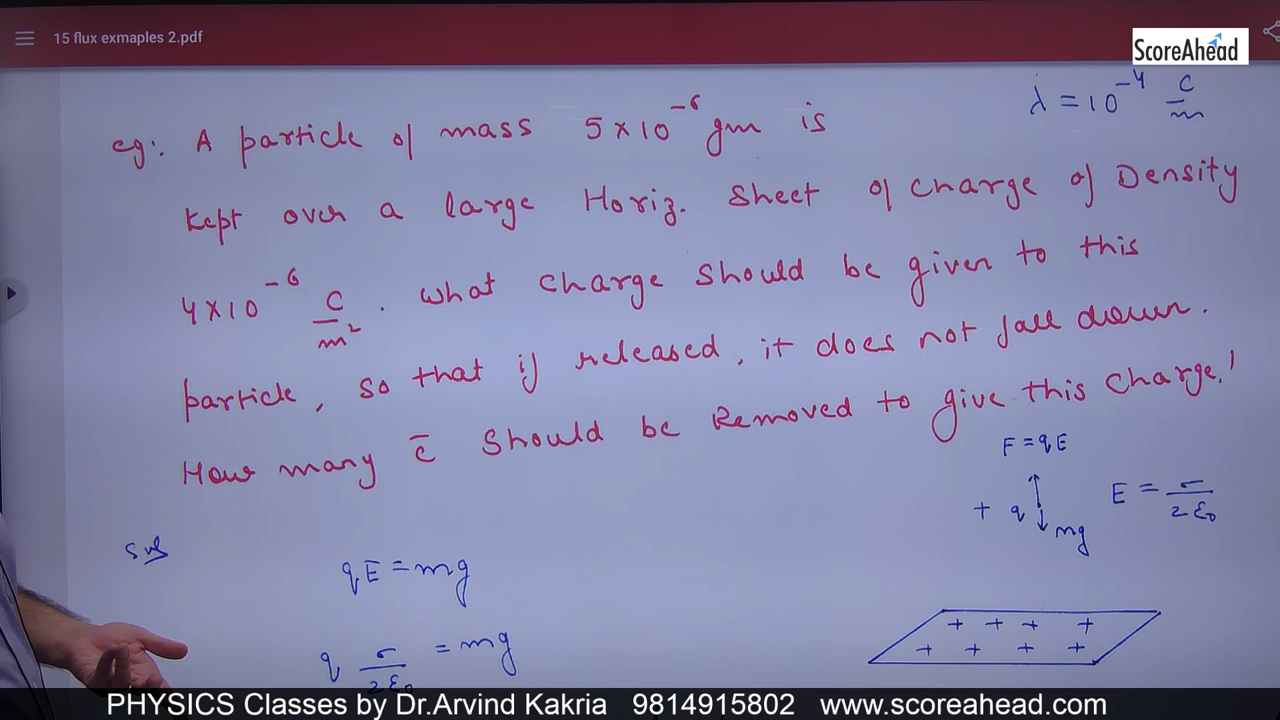 15 flux exmaples 2.pdf
ScoreAhead
λ = 10⁻⁴ C/m
eg:. A particle of mass 5×10⁻⁶ gm is
kept over a large Horiz. Sheet of charge of Density
4×10⁻⁶ C/m². what charge should be given to this
particle, so that if released, it does not fall down.
How many e̅ should be Removed to give this charge.'
F = qE
+ q mg E = σ/2ε₀
Sol
qE = mg
q σ/2ε₀ = mg
+ + + +
+ + + +
PHYSICS Classes by Dr.Arvind Kakria 9814915802 www.scoreahead.com